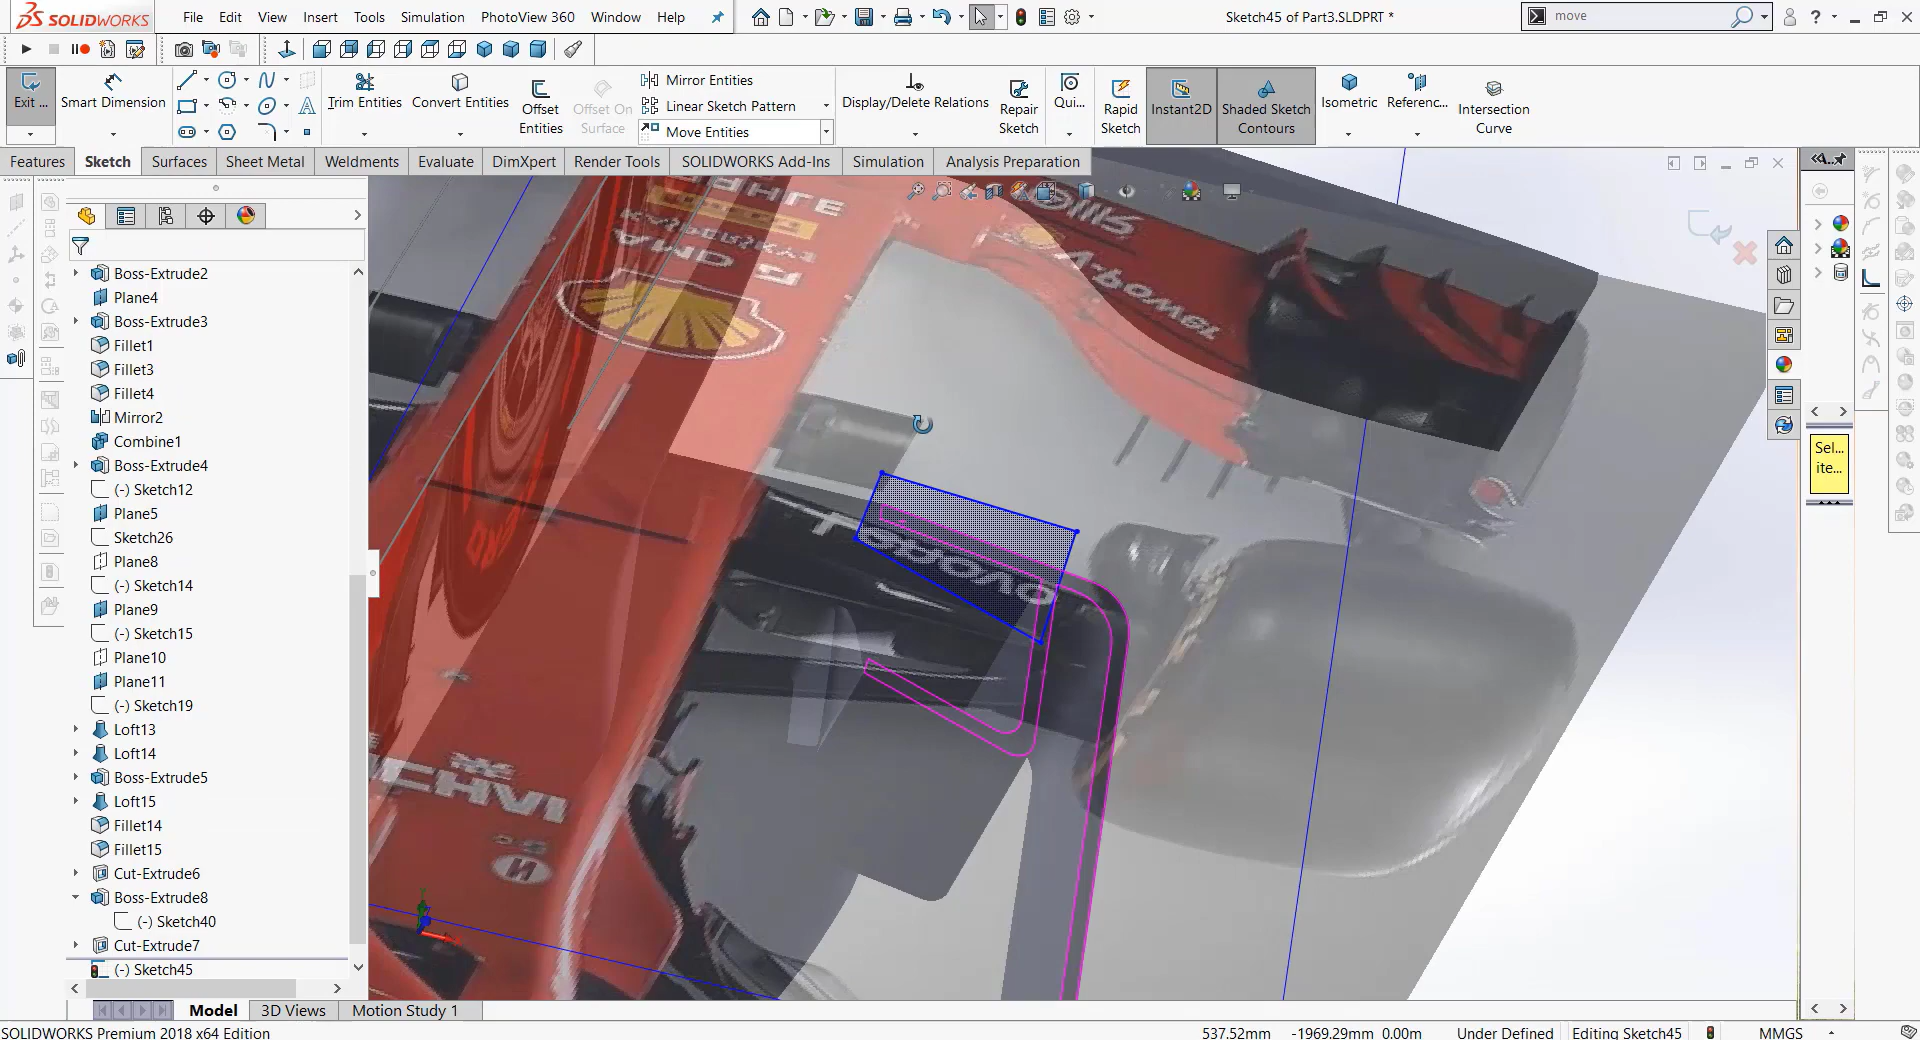 SOLIDWORKS
File Edit View Insert Tools Simulation PhotoView 360 Window Help
Sketch45 of Part3.SLDPRT *
move
Exit ...
Smart Dimension
Trim Entities
Convert Entities
Offset Entities
Offset On Surface
Mirror Entities
Linear Sketch Pattern
Move Entities
Display/Delete Relations
Repair Sketch
Qui...
Rapid Sketch
Instant2D
Shaded Sketch Contours
Isometric
Referenc...
Intersection Curve
Features Sketch Surfaces Sheet Metal Weldments Evaluate DimXpert Render Tools SOLIDWORKS Add-Ins Simulation Analysis Preparation
Boss-Extrude2
Plane4
Boss-Extrude3
Fillet1
Fillet3
Fillet4
Mirror2
Combine1
Boss-Extrude4
(-) Sketch12
Plane5
Sketch26
Plane8
(-) Sketch14
Plane9
(-) Sketch15
Plane10
Plane11
(-) Sketch19
Loft13
Loft14
Boss-Extrude5
Loft15
Fillet14
Fillet15
Cut-Extrude6
Boss-Extrude8
(-) Sketch40
Cut-Extrude7
(-) Sketch45
Sel...
ite...
Model 3D Views Motion Study 1
SOLIDWORKS Premium 2018 x64 Edition
537.52mm -1969.29mm 0.00m Under Defined Editing Sketch45 MMGS